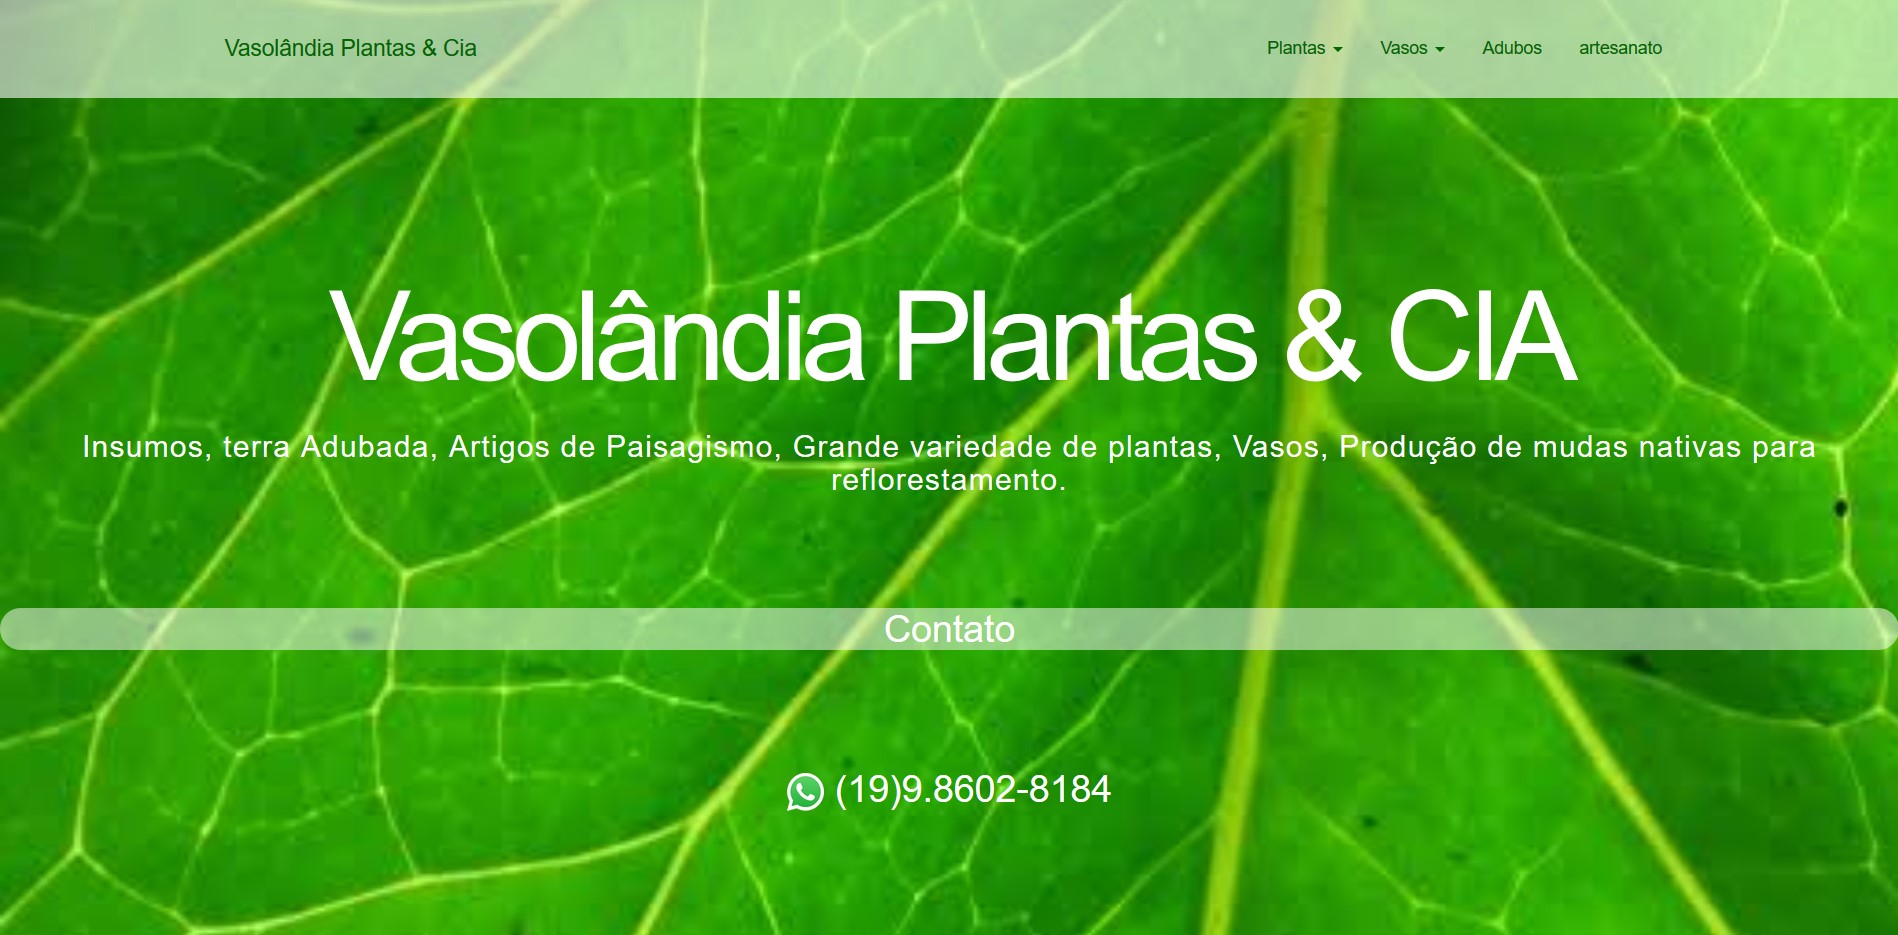 Vasolândia Plantas & Cia
Plantas
Vasos
Adubos
artesanato
Vasolândia Plantas & CIA
Insumos, terra Adubada, Artigos de Paisagismo, Grande variedade de plantas, Vasos, Produção de mudas nativas para
reflorestamento.
Contato
(19)9.8602-8184